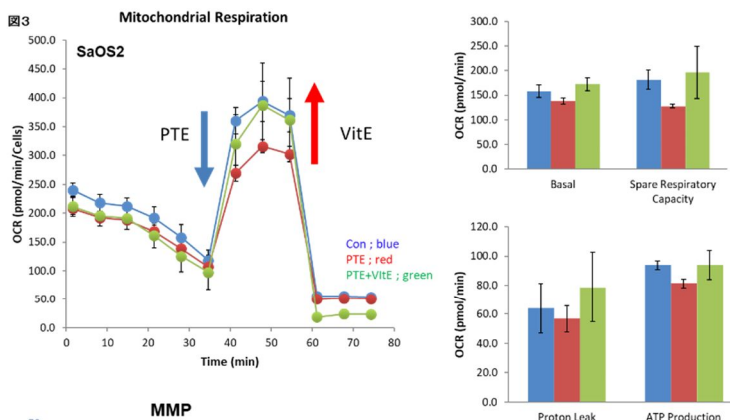 図3
Mitochondrial Respiration
SaOS2
OCR (pmol/min/Cells)
500.0
450.0
400.0
350.0
300.0
250.0
200.0
150.0
100.0
50.0
0.0
PTE
VitE
Con ; blue
PTE ; red
PTE+VItE ; green
0 10 20 30 40 50 60 70 80
Time (min)
OCR (pmol/min)
300.0
250.0
200.0
150.0
100.0
50.0
0.0
Basal
Spare Respiratory
Capacity
OCR (pmol/min)
120.0
100.0
80.0
60.0
40.0
20.0
0.0
Proton Leak
ATP Production
MMP